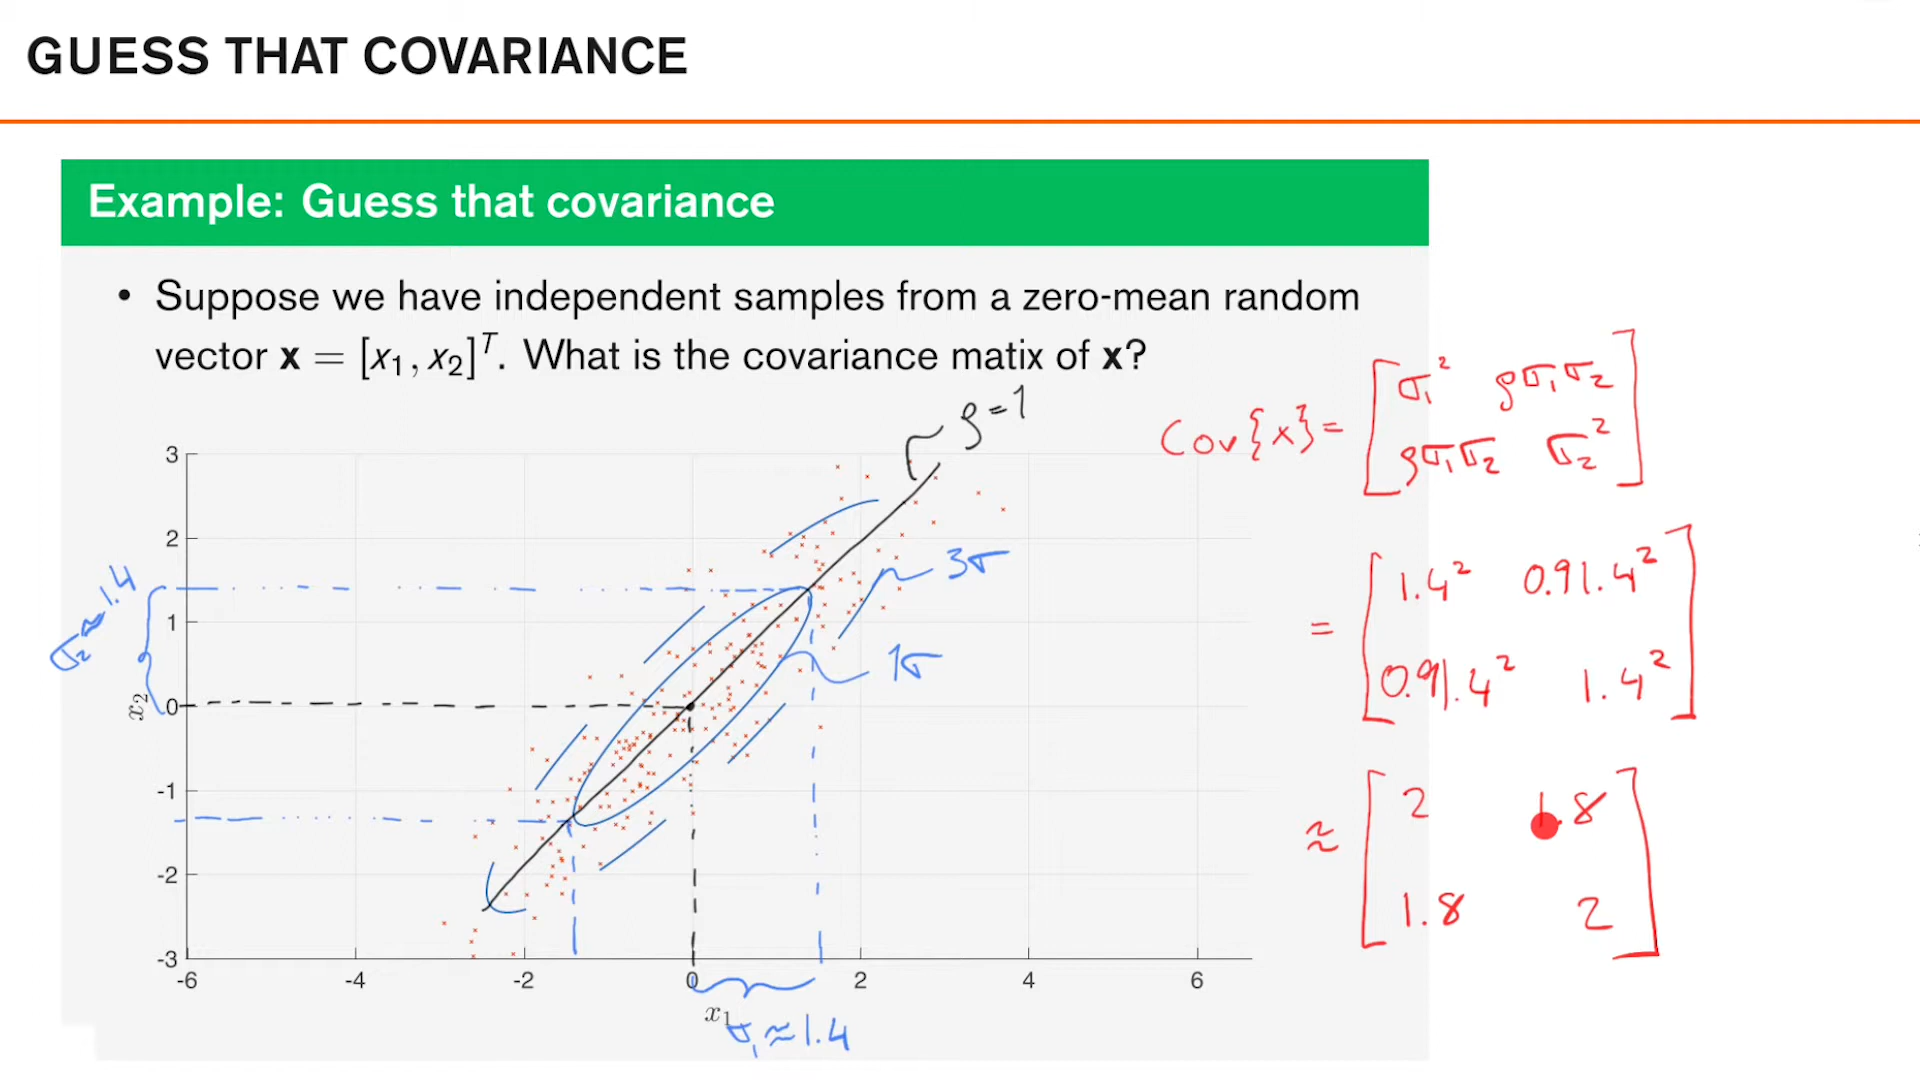 GUESS THAT COVARIANCE
Example: Guess that covariance
• Suppose we have independent samples from a zero-mean random
vector x = [x₁, x₂]ᵀ. What is the covariance matix of x?
ρ=1
Cov{x}= [σ₁² ρσ₁σ₂
ρσ₁σ₂ σ₂²]
= [1.4² 0.9 1.4²
0.9 1.4² 1.4²]
≈ [2 1.8
1.8 2]
3σ
1σ
σ₂≈1.4
x₂
3
2
1
0
-1
-2
-3
-6 -4 -2 0 2 4 6
x₁
σ₁≈1.4